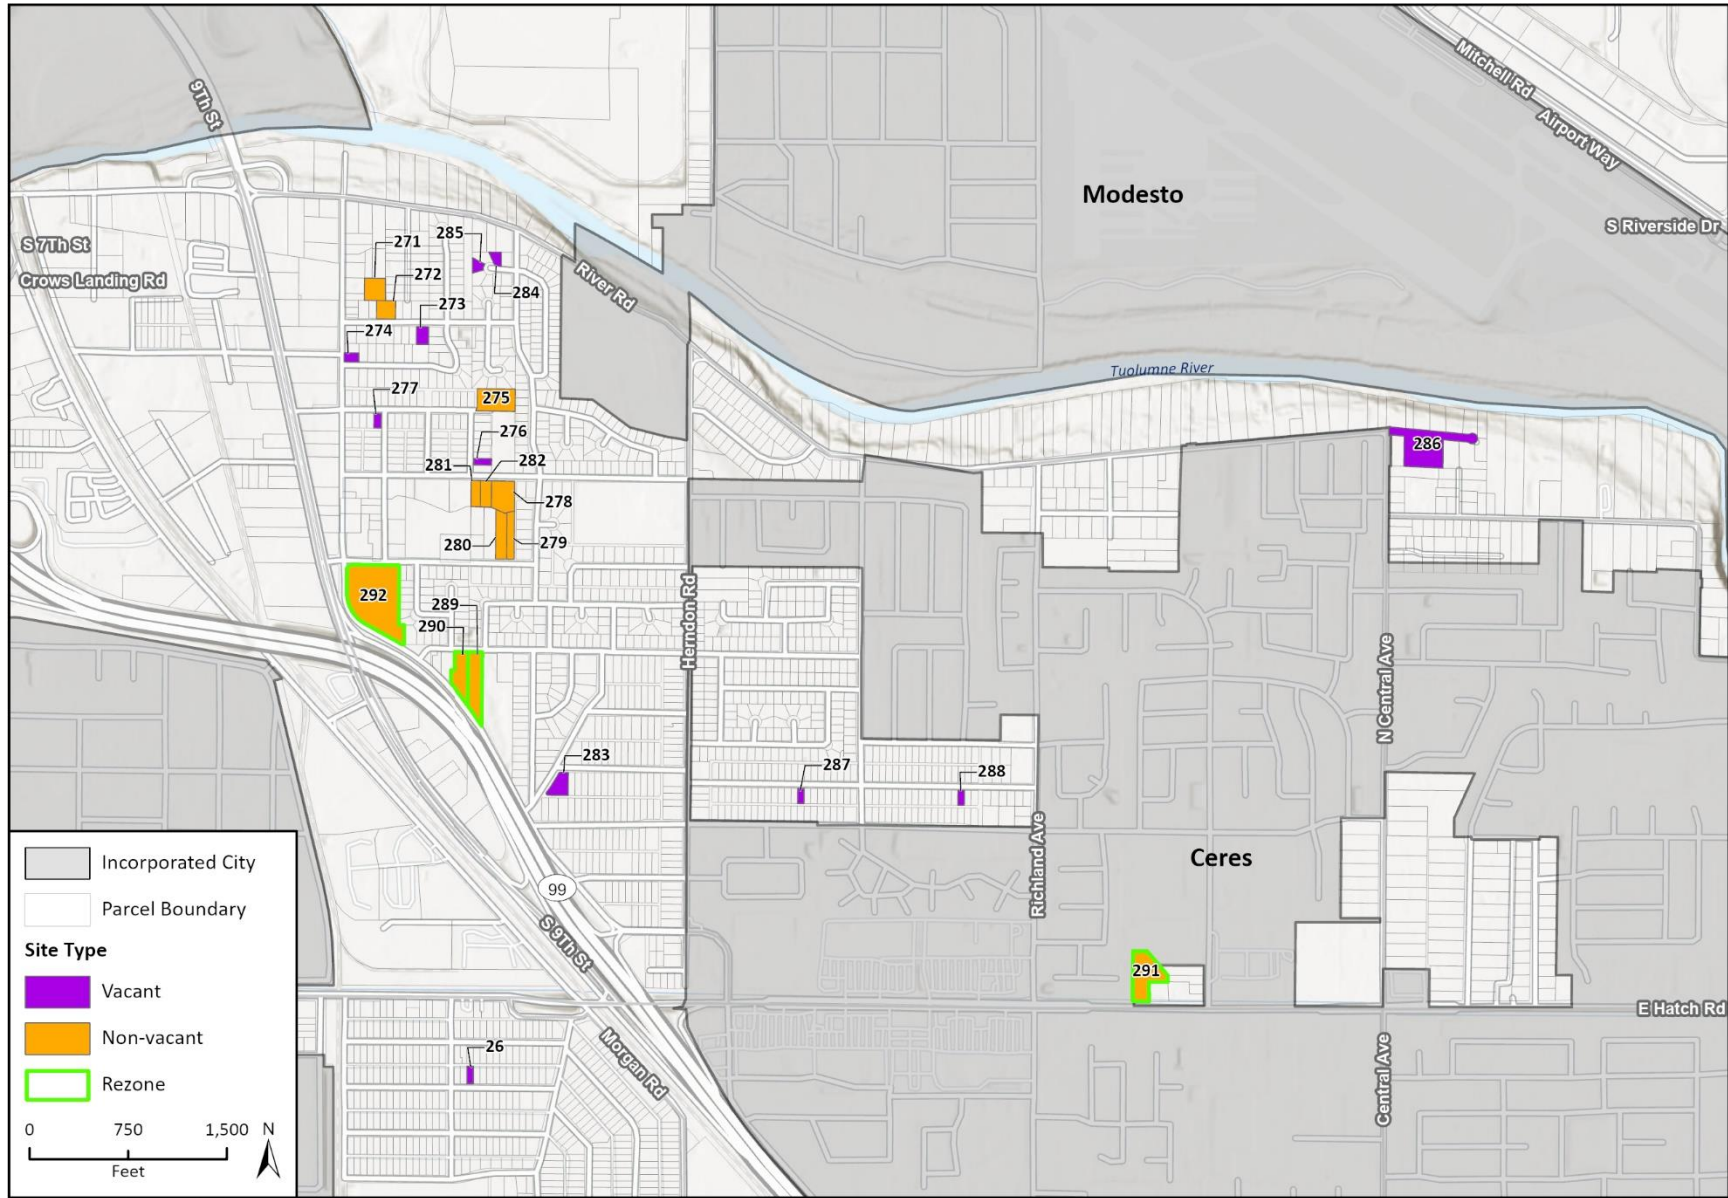 9Th St
Mitchell Rd
Airport Way
Modesto
S Riverside Dr
S 7Th St
Crows Landing Rd
271
285
272
284
River Rd
273
274
Tuolumne River
277
275
276
286
281
282
278
280
279
292
289
290
Herndon Rd
N Central Ave
283
287
288
Richland Ave
Ceres
99
S 9Th St
291
E Hatch Rd
26
Morgan Rd
Central Ave
Incorporated City
Parcel Boundary
Site Type
Vacant
Non-vacant
Rezone
0 750 1,500 N
Feet